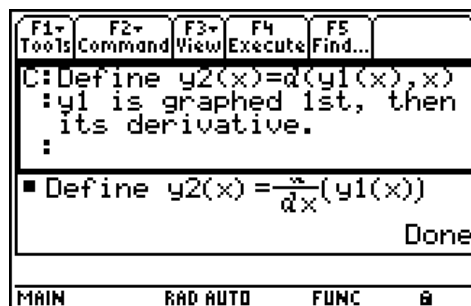 F1 F2 F3 F4 F5
Tools Command View Execute Find...
C:Define y2(x)=d(y1(x),x)
:y1 is graphed 1st, then
its derivative.
:
▪ Define y2(x)=d/dx(y1(x))
Done
MAIN RAD AUTO FUNC